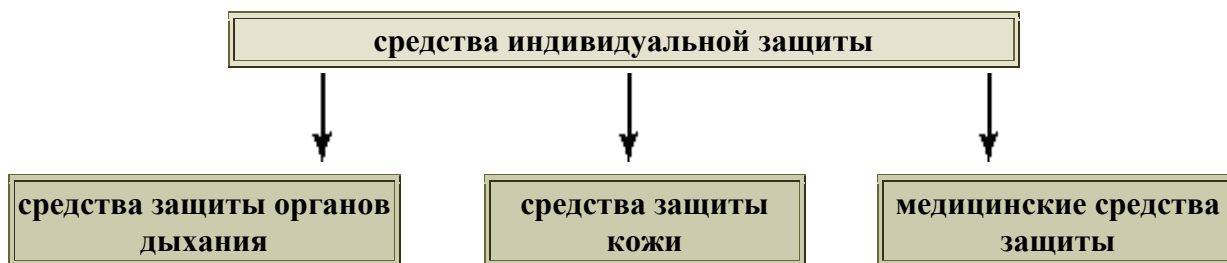 средства индивидуальной защиты
средства защиты органов
дыхания
средства защиты
кожи
медицинские средства
защиты